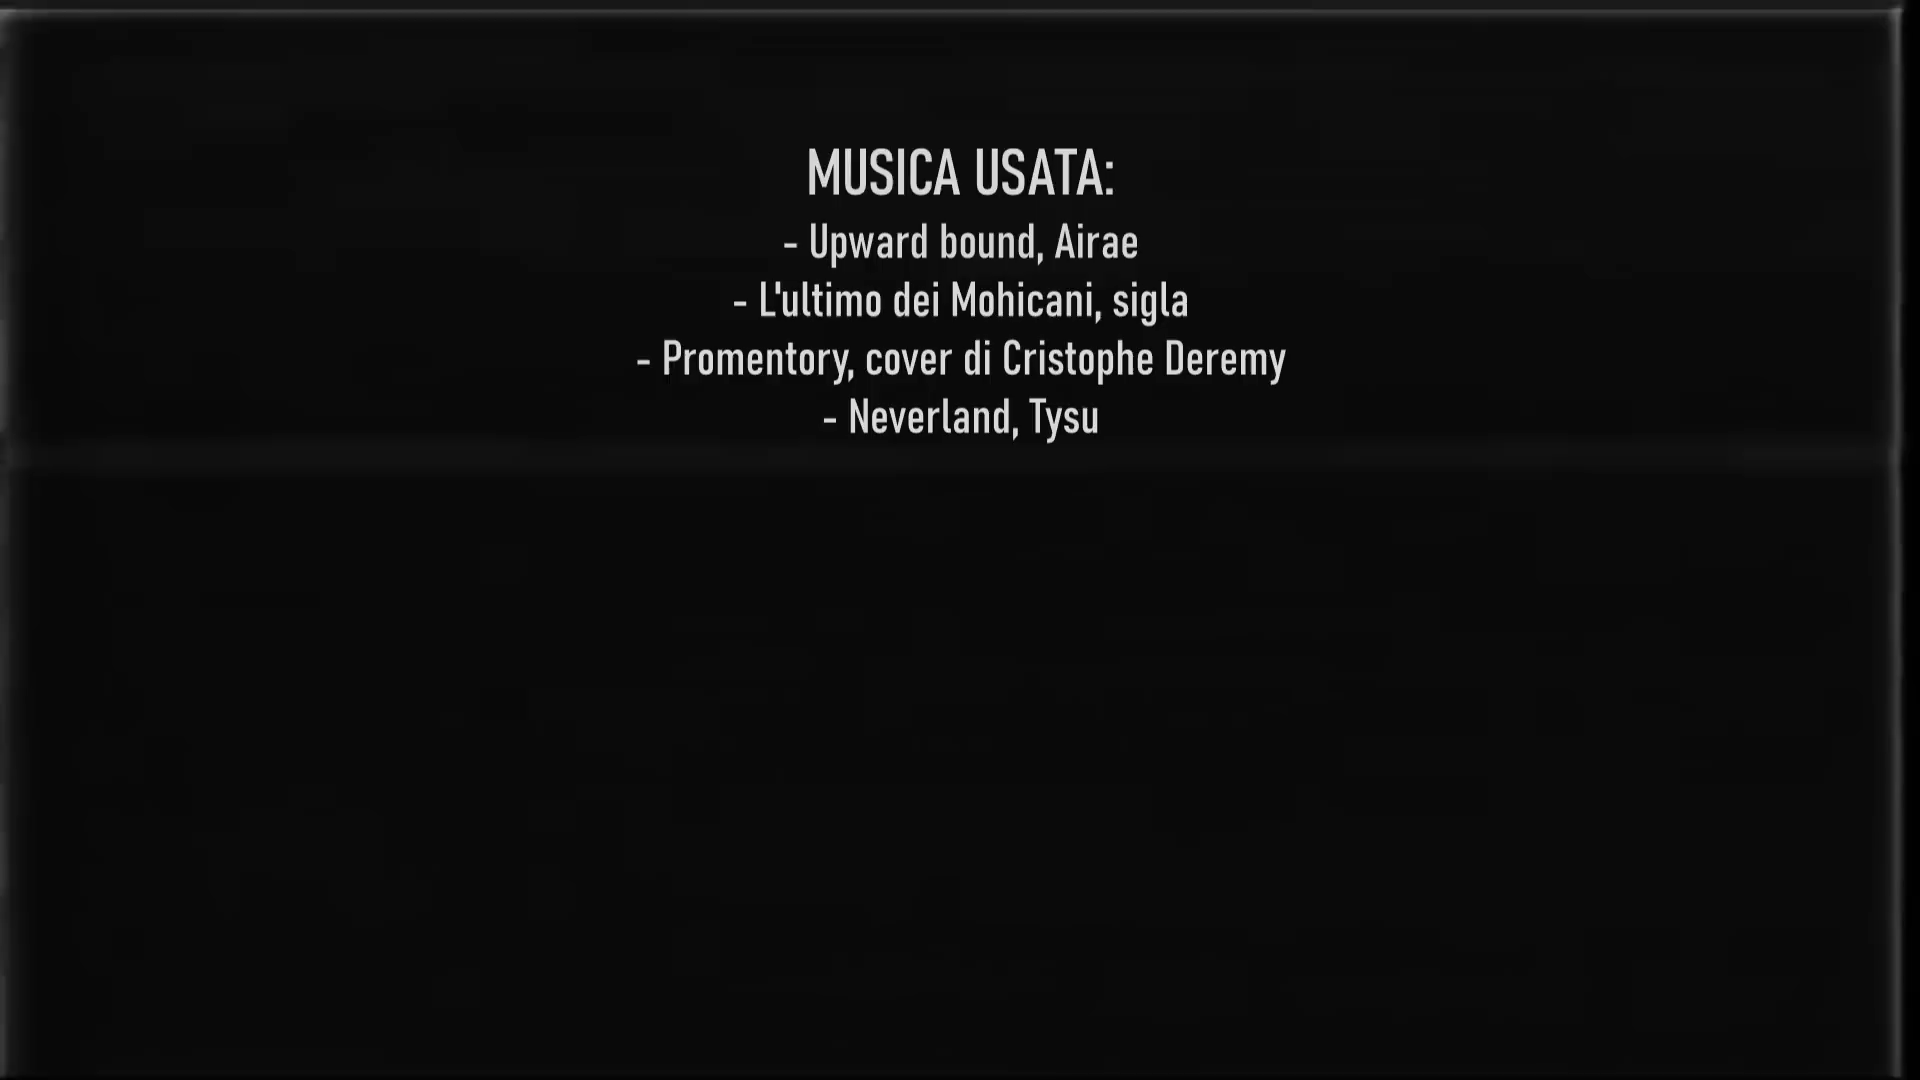 MUSICA USATA:
- Upward bound, Airae
- L'ultimo dei Mohicani, sigla
- Promentory, cover di Cristophe Deremy
- Neverland, Tysu